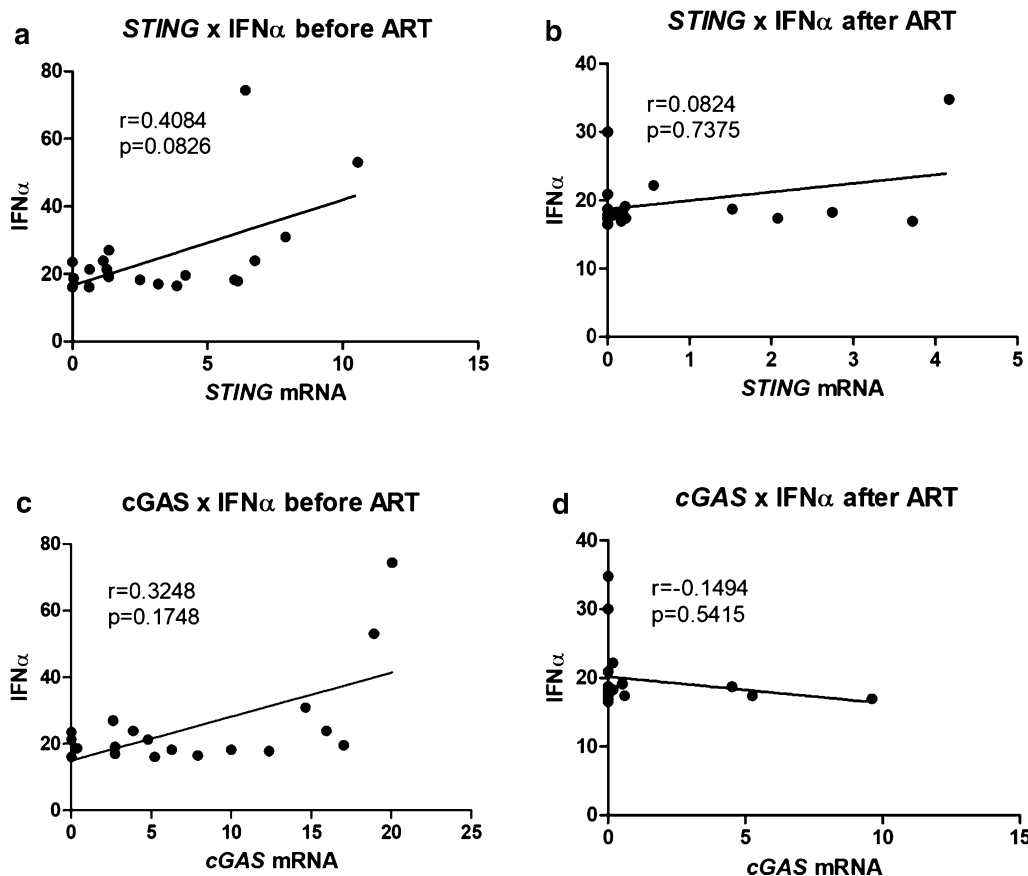 a
STING x IFNα before ART
80
60
40
20
0
IFNα
r=0.4084
p=0.0826
0 5 10 15
STING mRNA
b
STING x IFNα after ART
40
30
20
10
0
IFNα
r=0.0824
p=0.7375
0 1 2 3 4 5
STING mRNA
c
cGAS x IFNα before ART
80
60
40
20
0
IFNα
r=0.3248
p=0.1748
0 5 10 15 20 25
cGAS mRNA
d
cGAS x IFNα after ART
40
30
20
10
0
IFNα
r=-0.1494
p=0.5415
0 5 10 15
cGAS mRNA